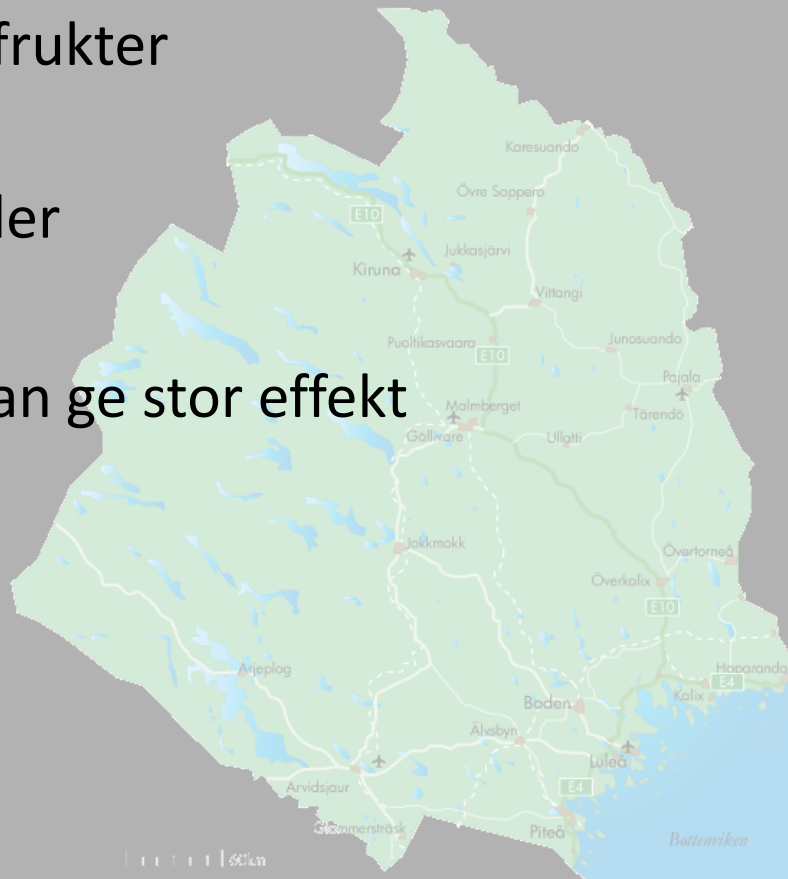 frukter
Karesuando
Övre Soppero
ler
E10
Jukkasjärvi
Kiruna
Vittangi
Puoltikasvaara
Junosuando
E10
Pajala
an ge stor effekt
Malmberget
Tärendö
Gällivare
Ullatti
Jokkmokk
Övertorneå
Överkalix
E10
Arjeplog
Haparanda
E4
Kalix
Boden
Älvsbyn
Luleå
Arvidsjaur
E4
Glommersträsk
Piteå
Bottenviken